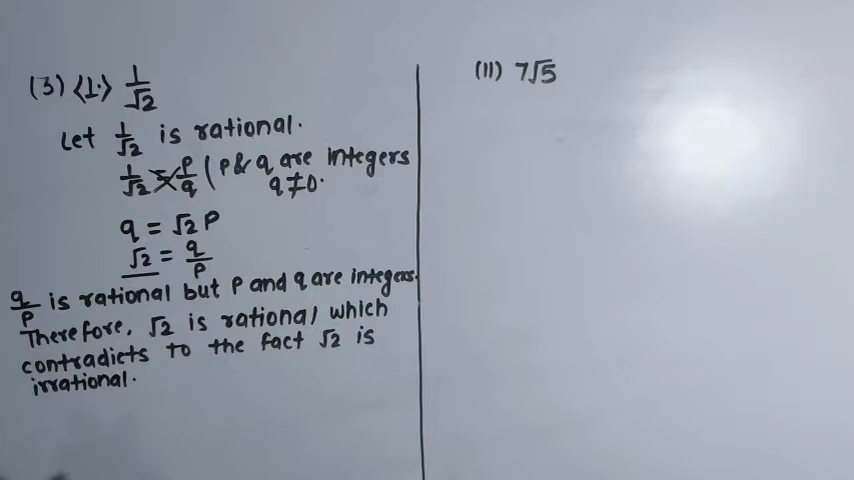 (3) <1.> 1/√2
Let 1/√2 is rational.
1/√2 = p/q (p & q are integers
q ≠ 0.
q = √2 p
√2 = q/p
q/p is rational but p and q are integers.
Therefore, √2 is rational which
contradicts to the fact √2 is
irrational.
(II) 7√5